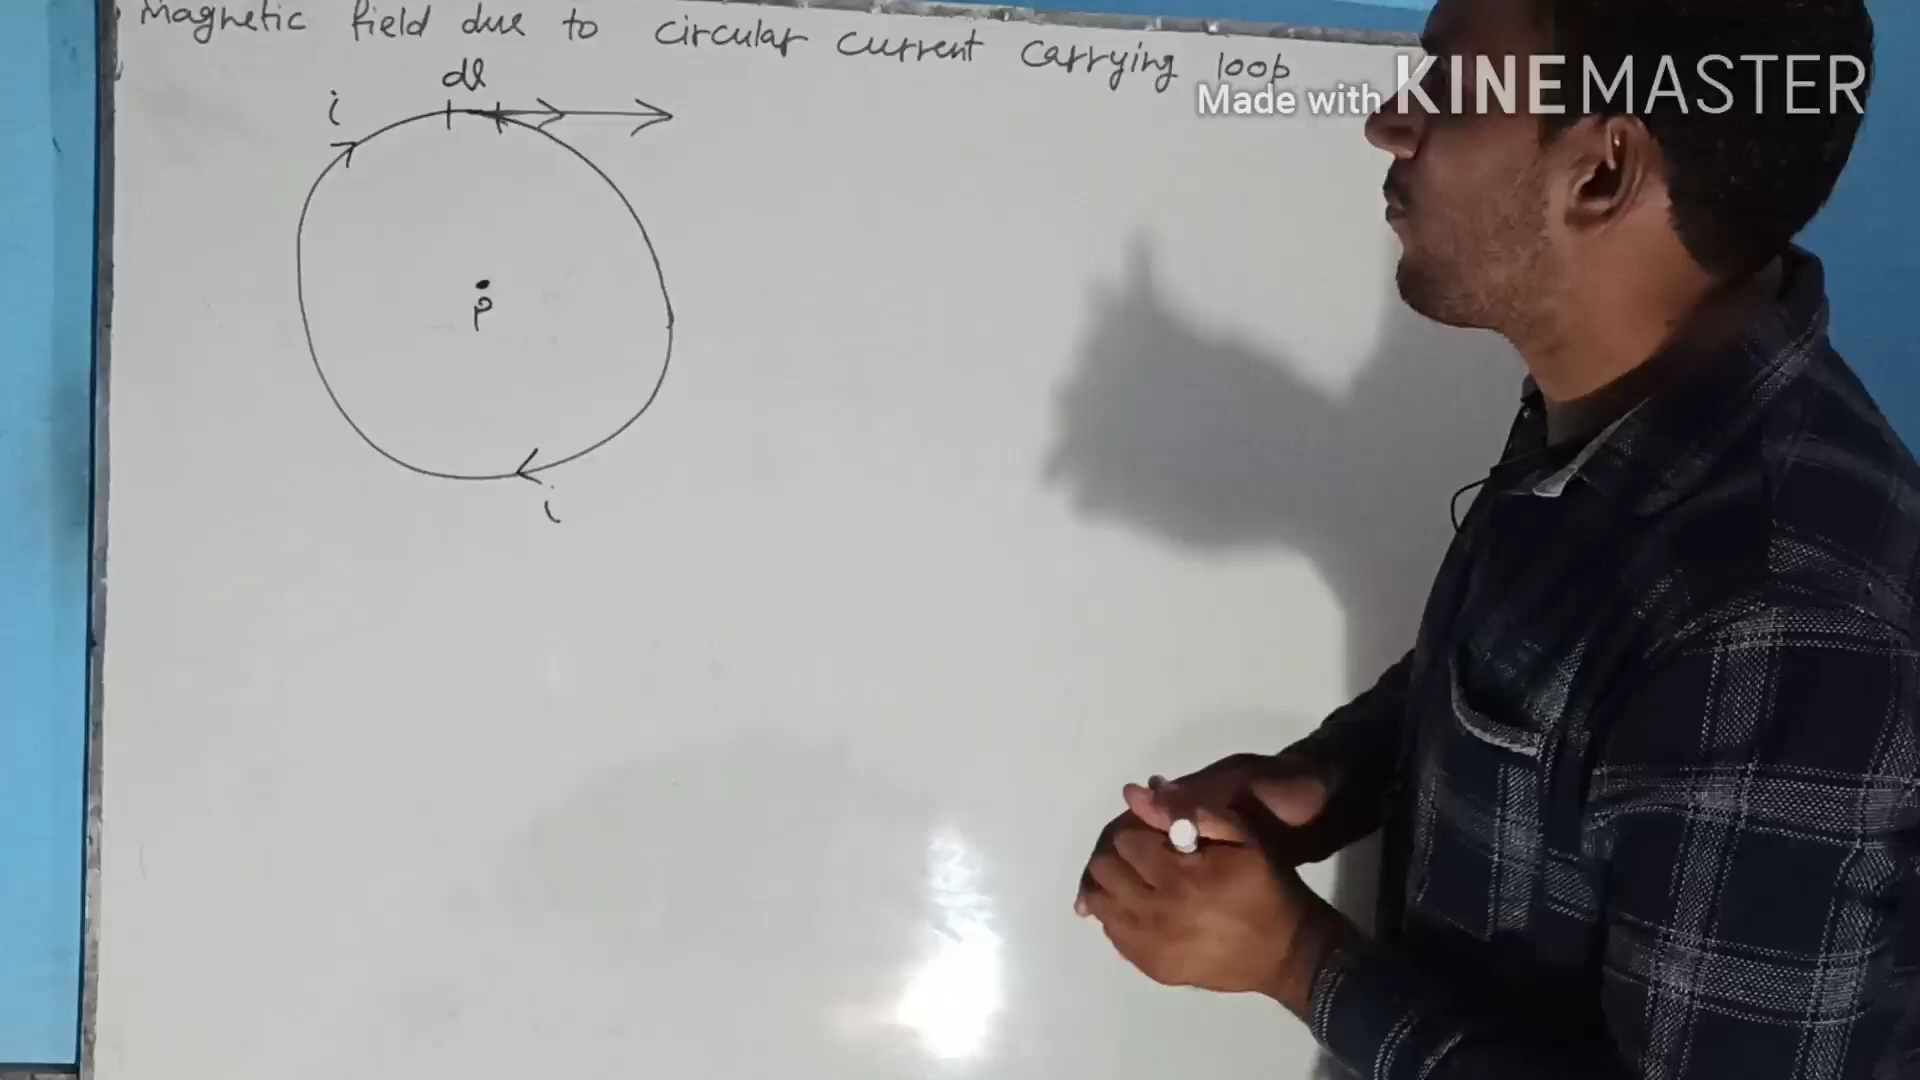 Magnetic field due to circular current carrying loop
Made with KINEMASTER
dl
i
P
i